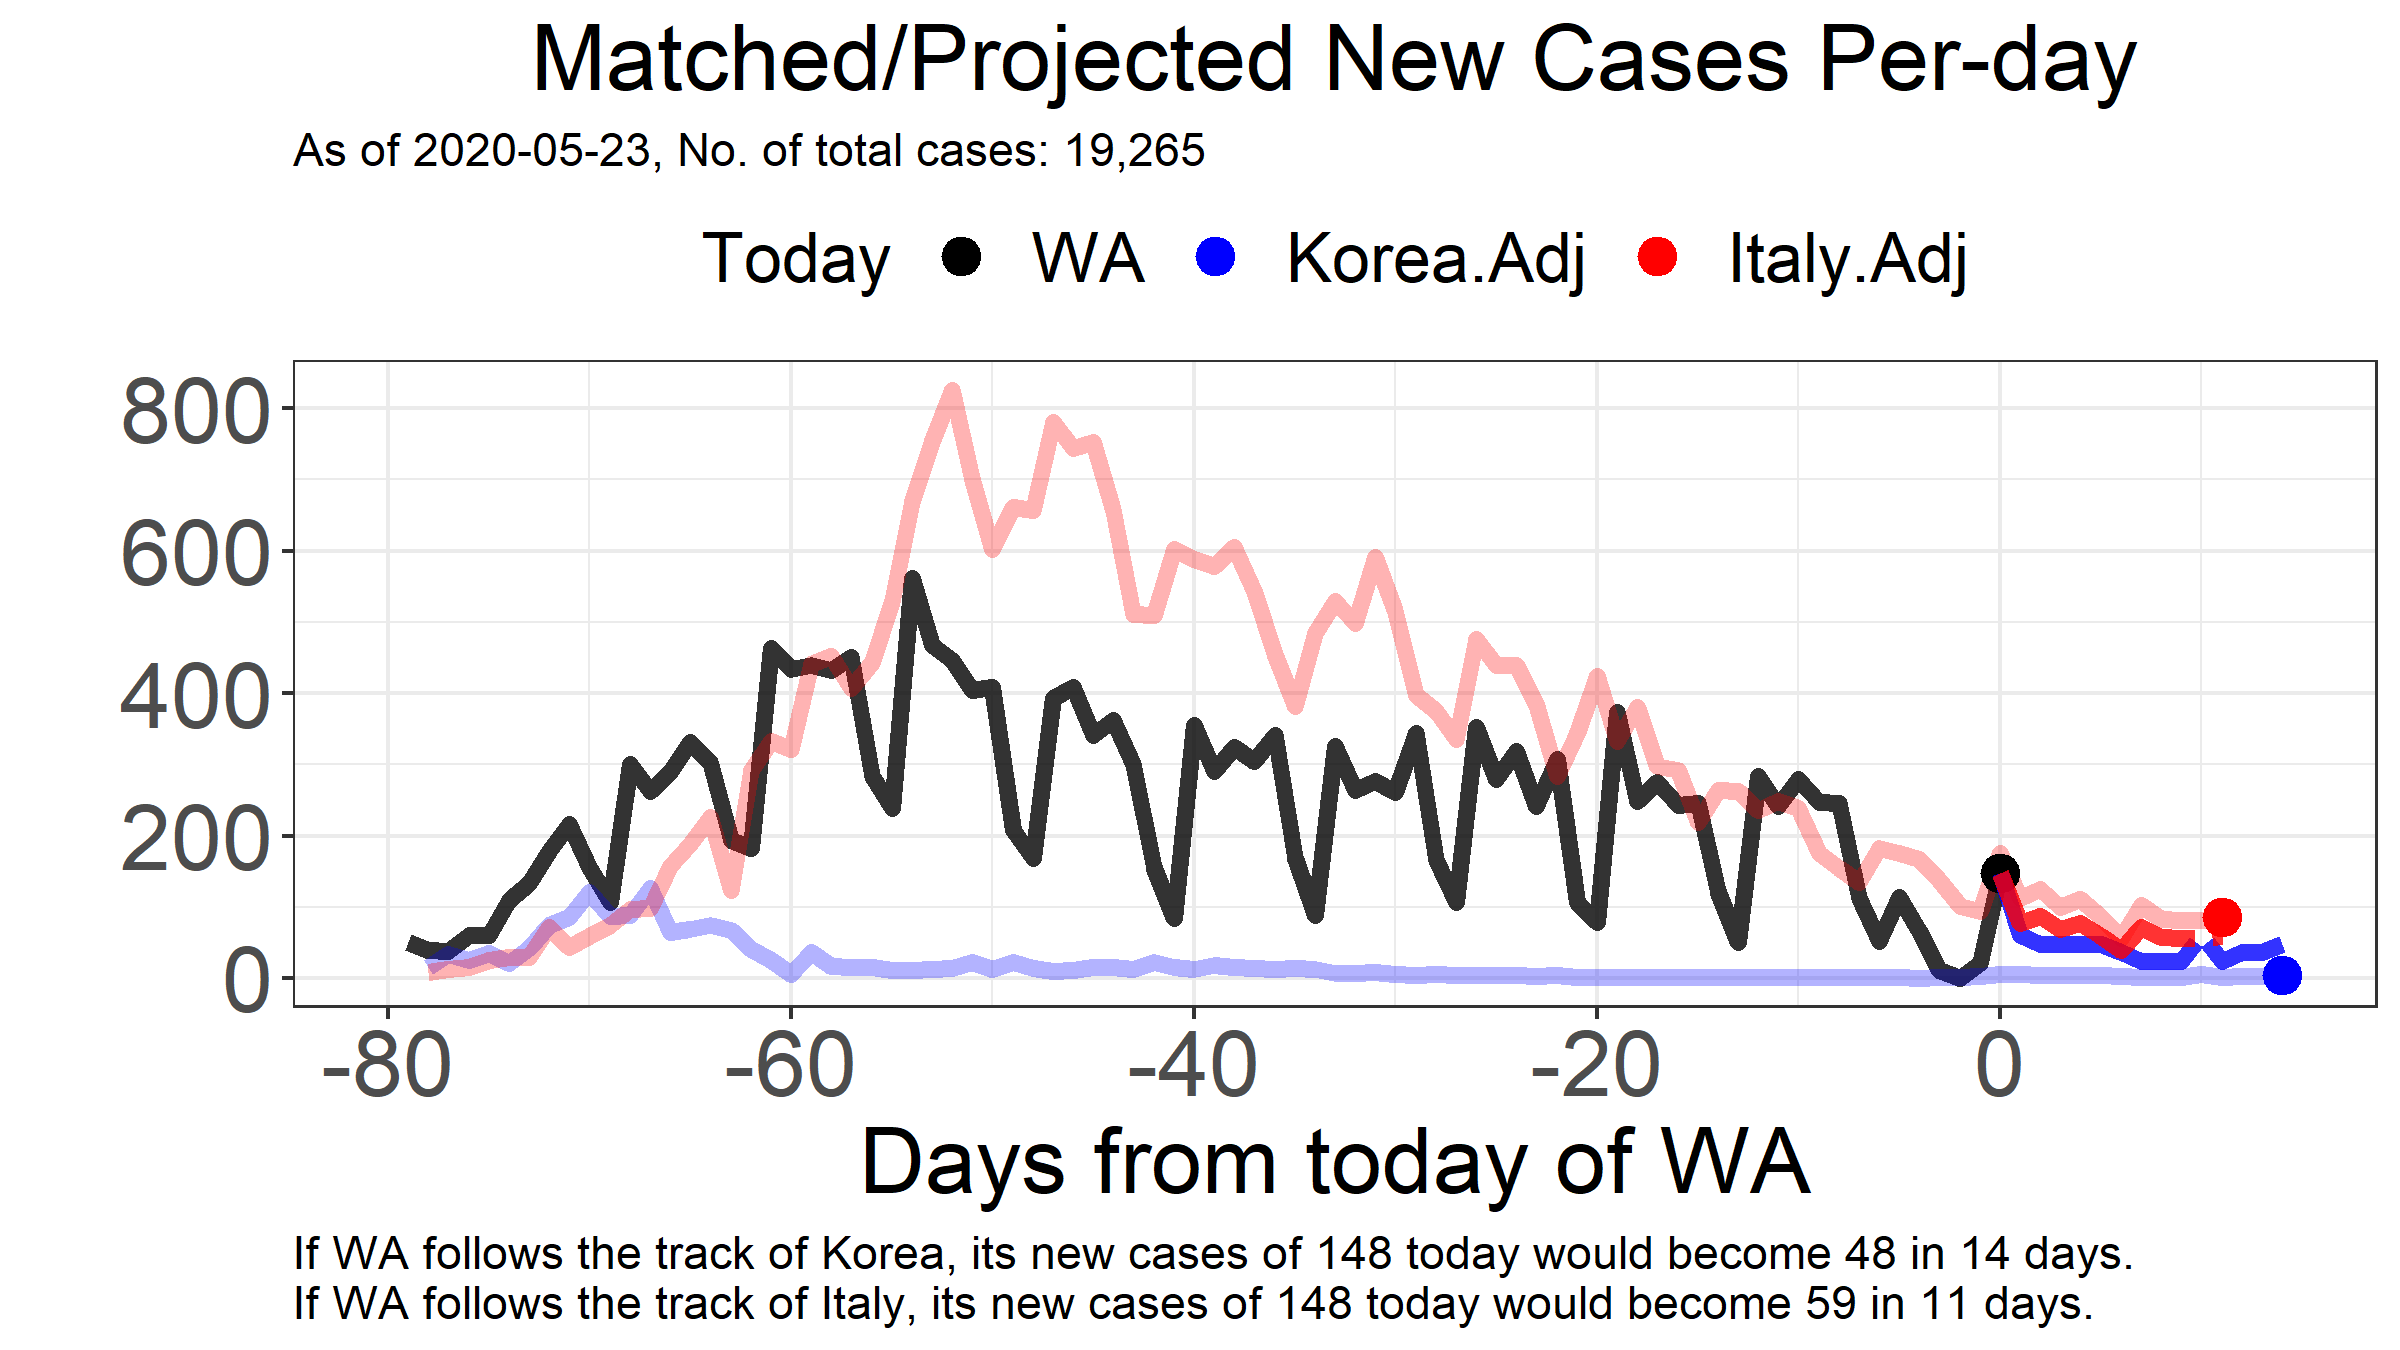 Matched/Projected New Cases Per-day
As of 2020-05-23, No. of total cases: 19,265
Today WA Korea.Adj Italy.Adj
800
600
400
200
0
-80 -60 -40 -20 0
Days from today of WA
If WA follows the track of Korea, its new cases of 148 today would become 48 in 14 days.
If WA follows the track of Italy, its new cases of 148 today would become 59 in 11 days.